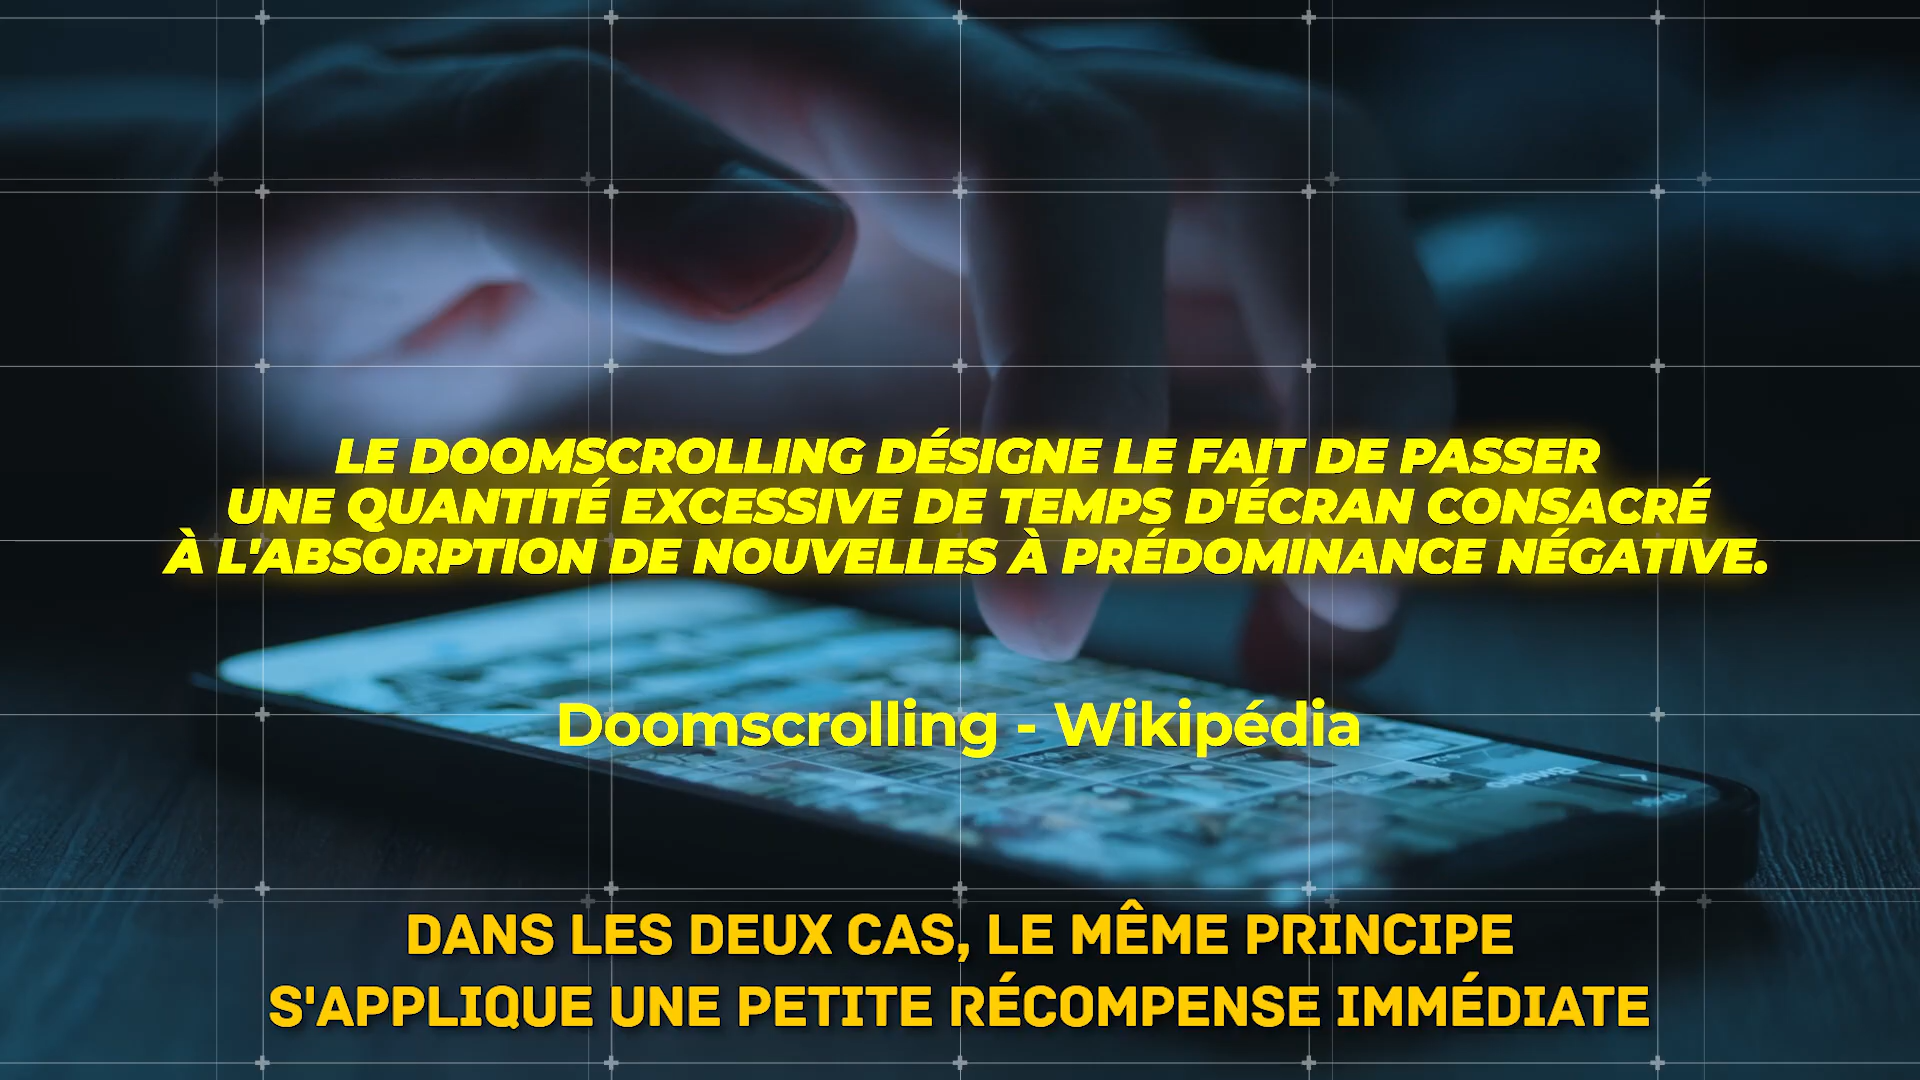 LE DOOMSCROLLING DÉSIGNE LE FAIT DE PASSER
UNE QUANTITÉ EXCESSIVE DE TEMPS D'ÉCRAN CONSACRÉ
À L'ABSORPTION DE NOUVELLES À PRÉDOMINANCE NÉGATIVE.
Doomscrolling - Wikipédia
DANS LES DEUX CAS, LE MÊME PRINCIPE
S'APPLIQUE UNE PETITE RÉCOMPENSE IMMÉDIATE